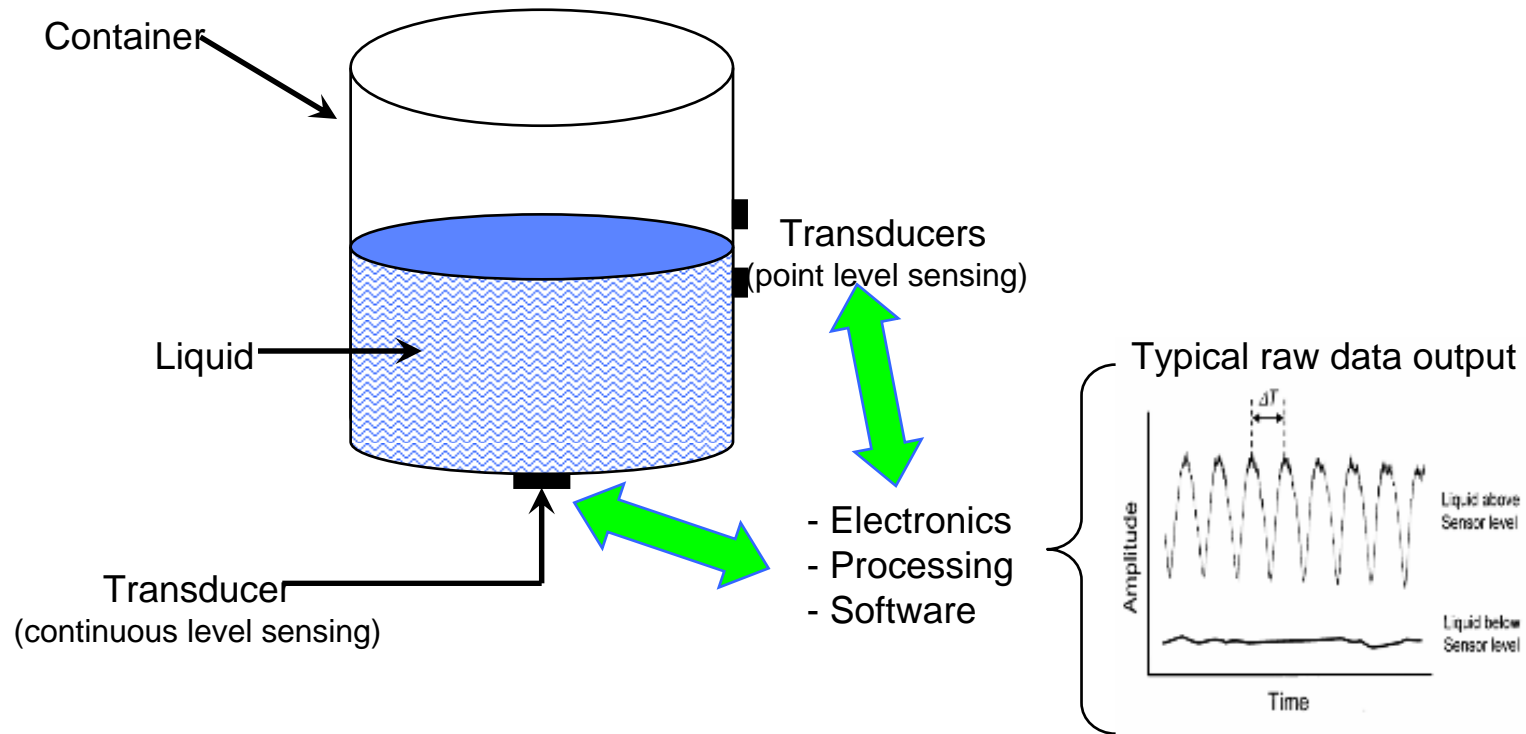 Container
Transducers
(point level sensing)
Liquid
Typical raw data output
ΔT
Amplitude
Liquid above
Sensor level
Liquid below
Sensor level
Time
- Electronics
- Processing
- Software
Transducer
(continuous level sensing)